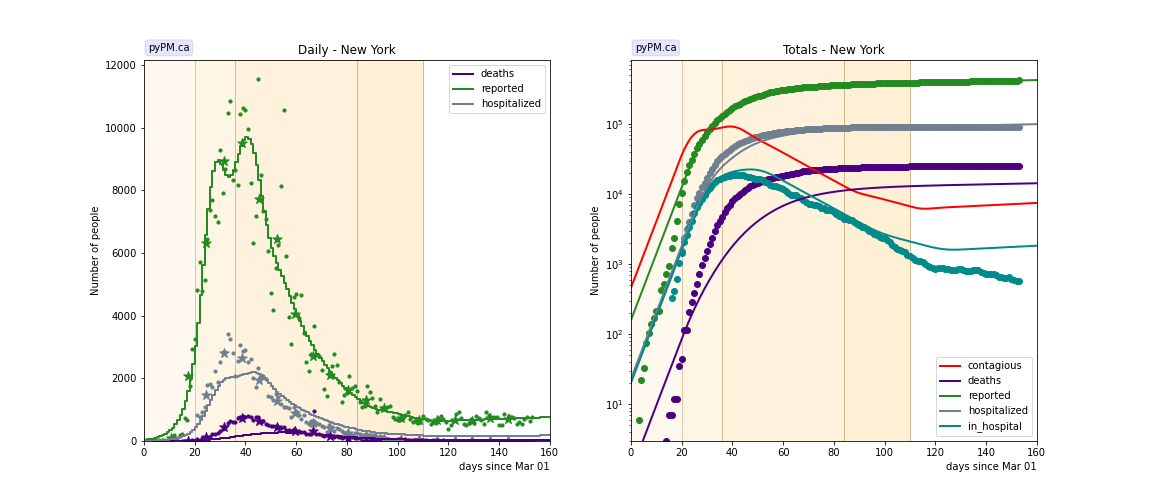 pyPM.ca
Daily - New York
12000
10000
8000
6000
4000
2000
0
Number of people
deaths
reported
hospitalized
0 20 40 60 80 100 120 140 160
days since Mar 01
pyPM.ca
Totals - New York
10^5
10^4
10^3
10^2
10^1
Number of people
contagious
deaths
reported
hospitalized
in_hospital
0 20 40 60 80 100 120 140 160
days since Mar 01